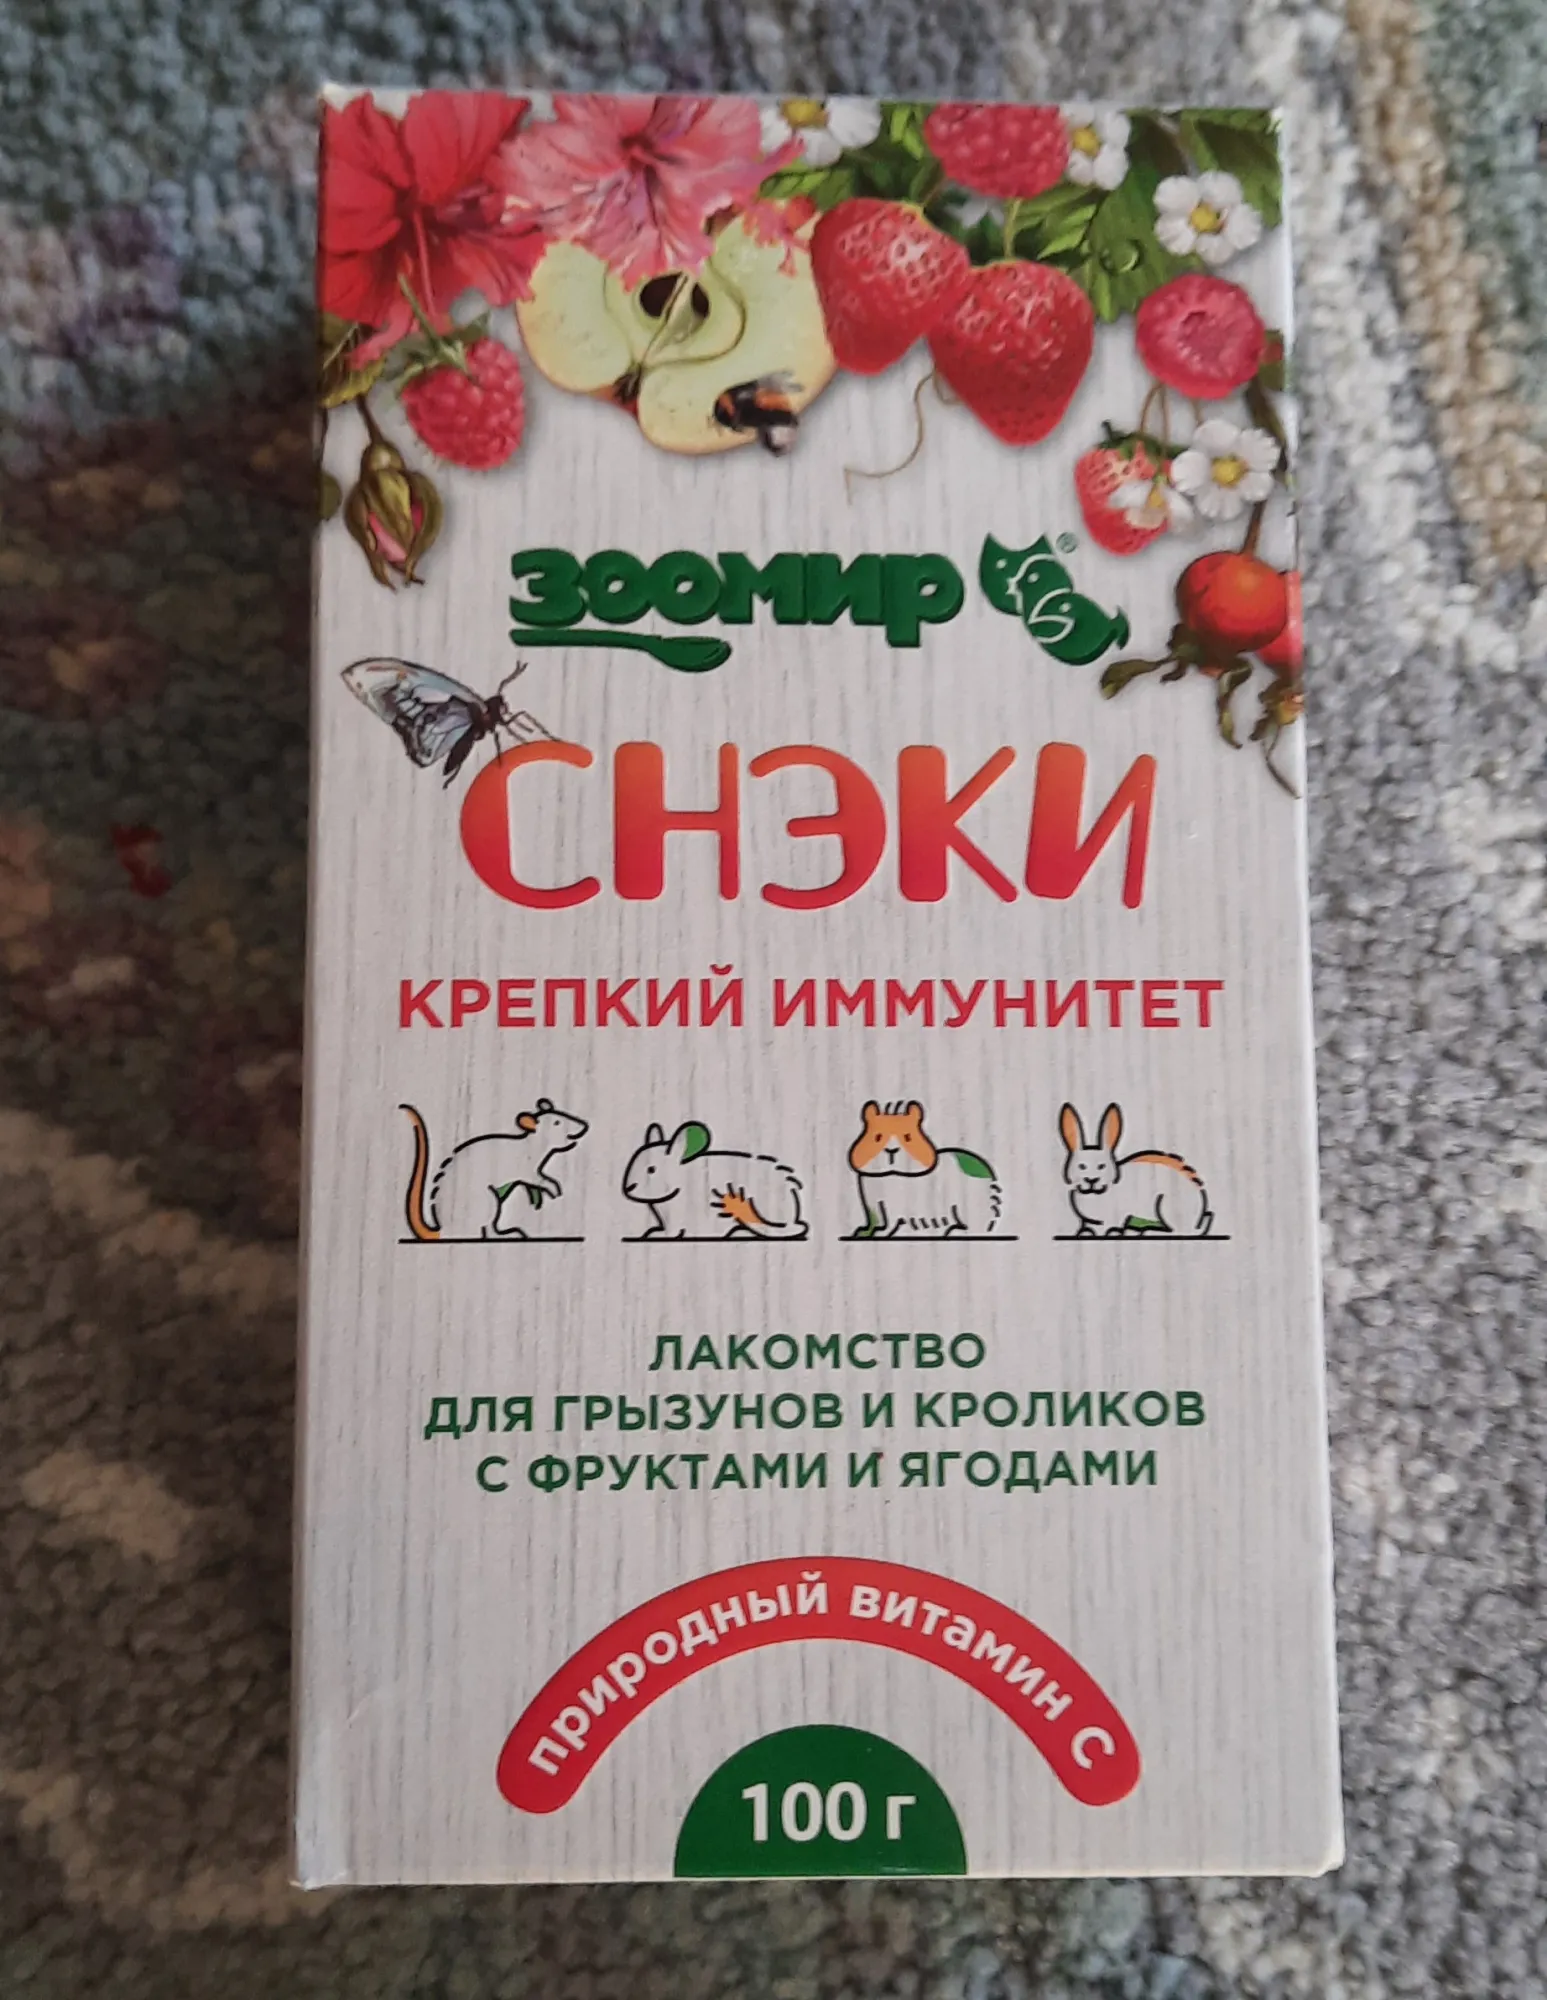 зоомир®
СНЭКИ
КРЕПКИЙ ИММУНИТЕТ
ЛАКОМСТВО
ДЛЯ ГРЫЗУНОВ И КРОЛИКОВ
С ФРУКТАМИ И ЯГОДАМИ
природный витамин С
100 г